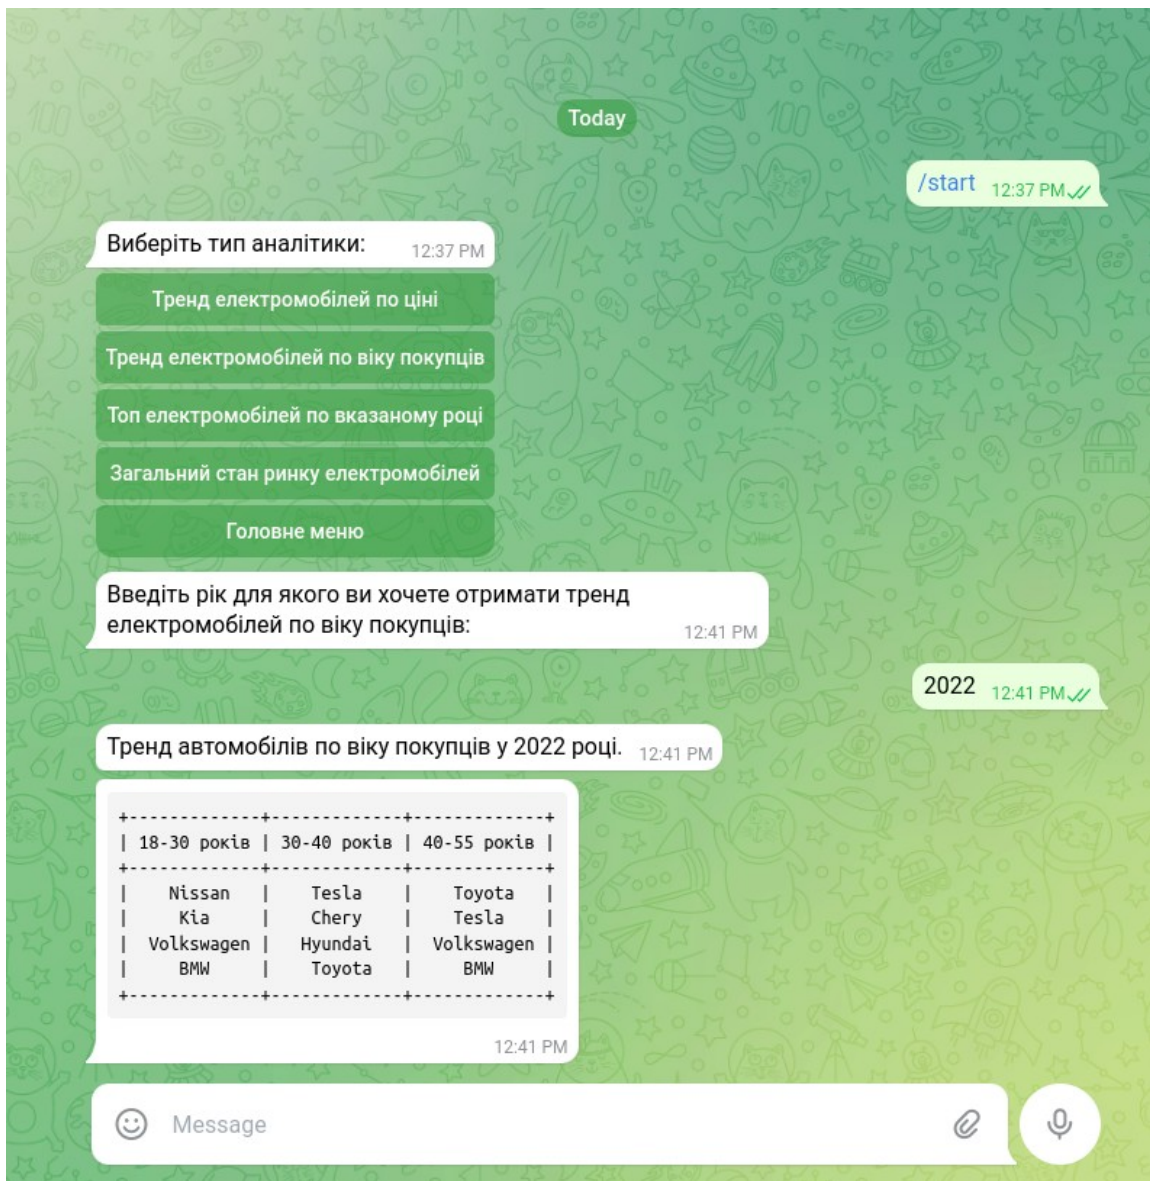 Today
/start 12:37 PM
Виберіть тип аналітики: 12:37 PM
Тренд електромобілей по ціні
Тренд електромобілей по віку покупців
Топ електромобілей по вказаному році
Загальний стан ринку електромобілей
Головне меню
Введіть рік для якого ви хочете отримати тренд
електромобілей по віку покупців: 12:41 PM
2022 12:41 PM
Тренд автомобілів по віку покупців у 2022 році. 12:41 PM
+-------------+-------------+-------------+
| 18-30 років | 30-40 років | 40-55 років |
+-------------+-------------+-------------+
| Nissan | Tesla | Toyota |
| Kia | Chery | Tesla |
| Volkswagen | Hyundai | Volkswagen |
| BMW | Toyota | BMW |
+-------------+-------------+-------------+
12:41 PM
Message